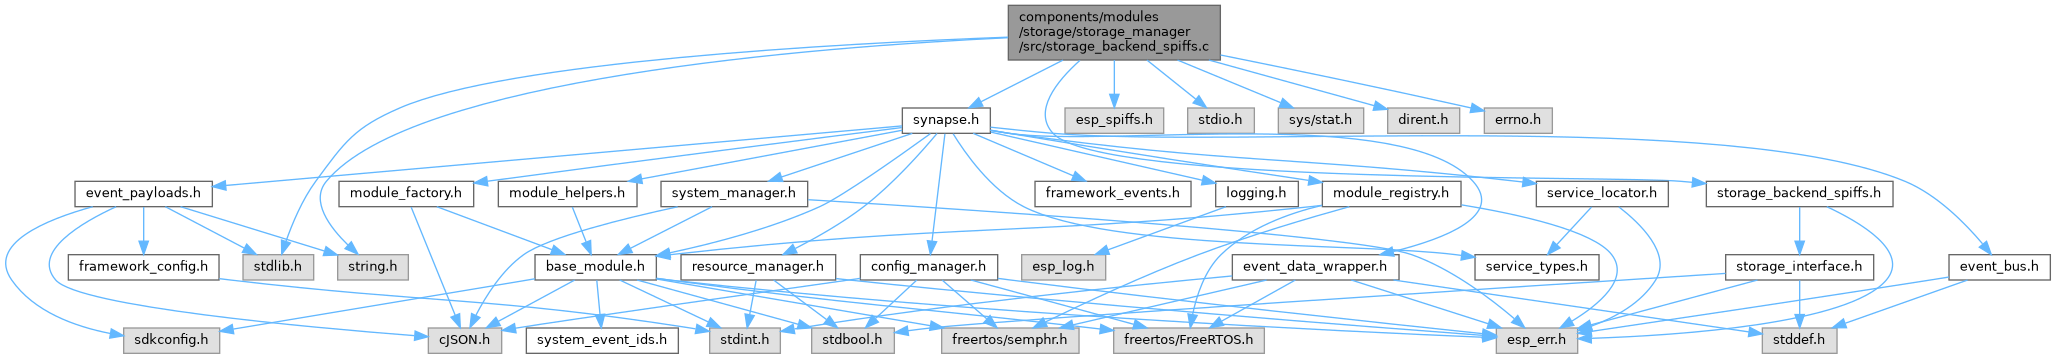 components/modules
/storage/storage_manager
/src/storage_backend_spiffs.c
synapse.h
esp_spiffs.h
stdio.h
sys/stat.h
dirent.h
errno.h
event_payloads.h
module_factory.h
module_helpers.h
system_manager.h
framework_events.h
logging.h
module_registry.h
service_locator.h
storage_backend_spiffs.h
framework_config.h
stdlib.h
string.h
base_module.h
resource_manager.h
config_manager.h
esp_log.h
event_data_wrapper.h
service_types.h
storage_interface.h
event_bus.h
sdkconfig.h
cJSON.h
system_event_ids.h
stdint.h
stdbool.h
freertos/semphr.h
freertos/FreeRTOS.h
esp_err.h
stddef.h